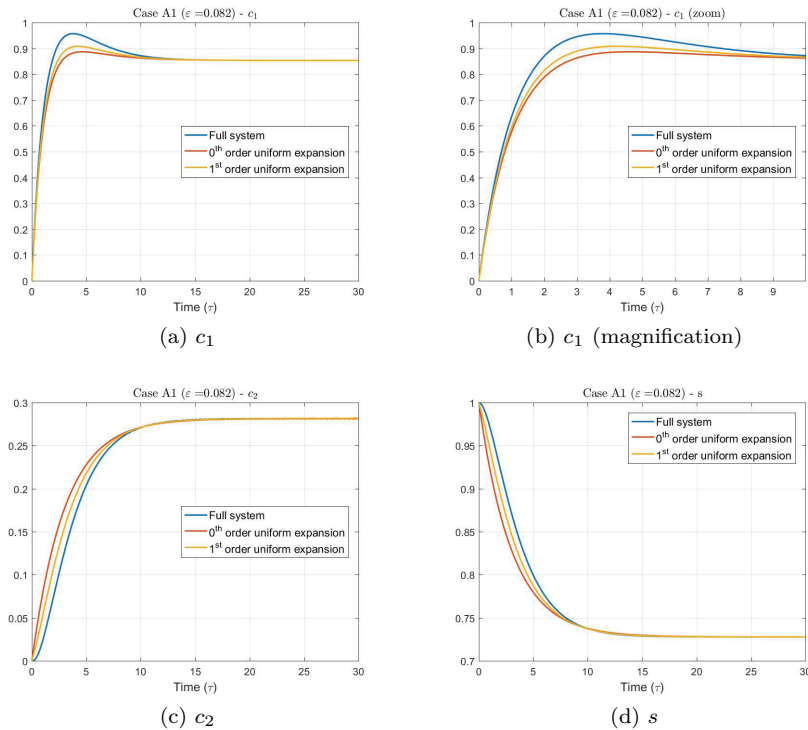 Case A1 (ε =0.082) - c₁
1
0.9
0.8
0.7
0.6
0.5
0.4
0.3
0.2
0.1
0
Full system
0th order uniform expansion
1st order uniform expansion
0 5 10 15 20 25 30
Time (τ)
(a) c₁
Case A1 (ε =0.082) - c₁ (zoom)
1
0.9
0.8
0.7
0.6
0.5
0.4
0.3
0.2
0.1
0
Full system
0th order uniform expansion
1st order uniform expansion
0 1 2 3 4 5 6 7 8 9
Time (τ)
(b) c₁ (magnification)
Case A1 (ε =0.082) - c₂
0.3
0.25
0.2
0.15
0.1
0.05
0
Full system
0th order uniform expansion
1st order uniform expansion
0 5 10 15 20 25 30
Time (τ)
(c) c₂
Case A1 (ε =0.082) - s
1
0.95
0.9
0.85
0.8
0.75
0.7
Full system
0th order uniform expansion
1st order uniform expansion
0 5 10 15 20 25 30
Time (τ)
(d) s